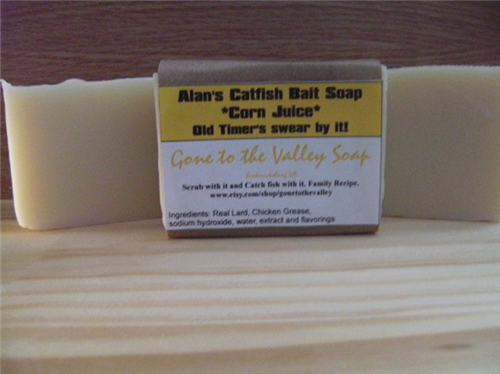 Alan's Catfish Bait Soap
*Corn Juice*
Old Timer's swear by it!
Gone to the Valley Soap
Scrub with it and Catch fish with it. Family Recipe.
www.etsy.com/shop/gonetothevalley
Ingredients: Real Lard, Chicken Grease,
sodium hydroxide, water, extract and flavorings